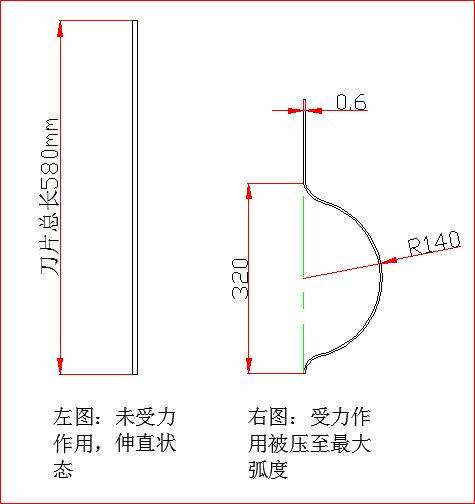 刀片总长580mm
0.6
R140
320
左图：未受力
作用，伸直状
态
右图：受力作
用被压至最大
弧度